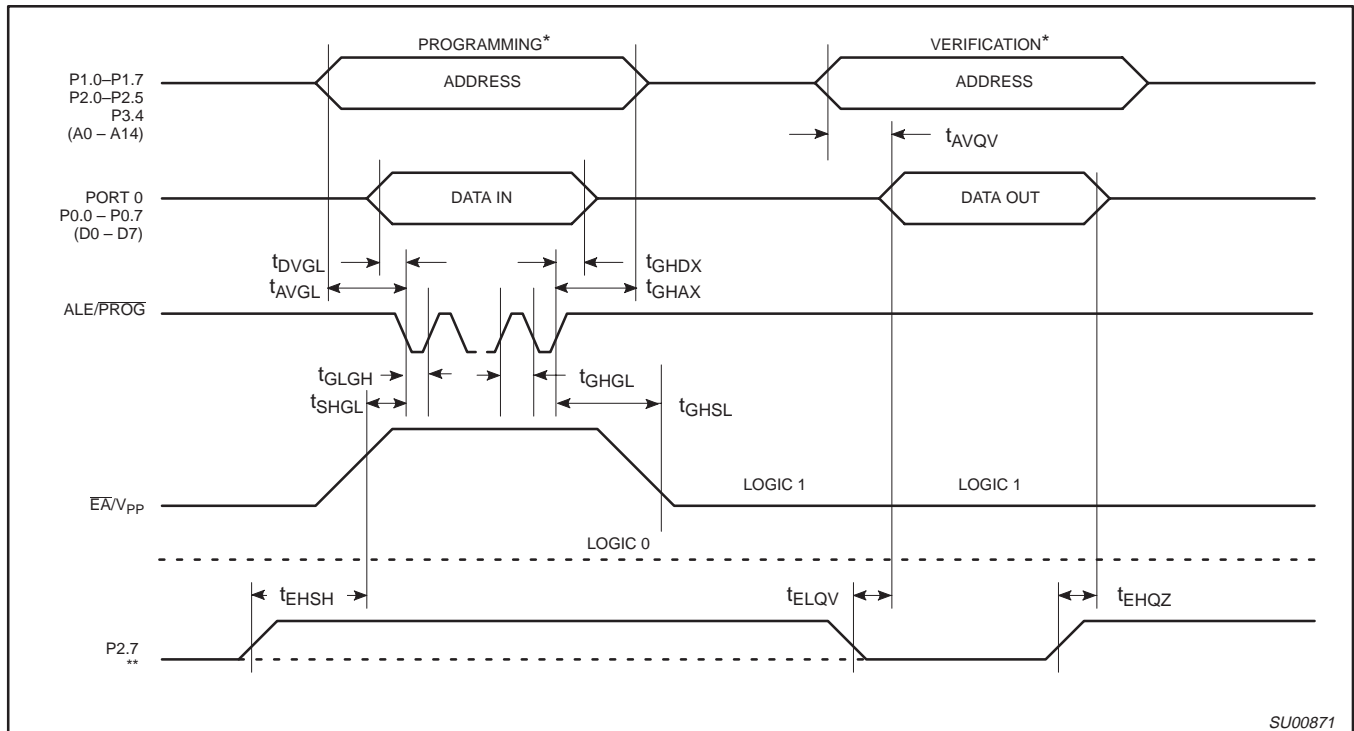 PROGRAMMING* VERIFICATION*
P1.0–P1.7
P2.0–P2.5
P3.4
(A0 – A14)
ADDRESS ADDRESS
tAVQV
PORT 0
P0.0 – P0.7
(D0 – D7)
DATA IN DATA OUT
tDVGL tGHDX
tAVGL tGHAX
ALE/PROG
tGLGH tGHGL
tSHGL tGHSL
LOGIC 1 LOGIC 1
EA/VPP
LOGIC 0
tEHSH tELQV tEHQZ
P2.7
**
SU00871